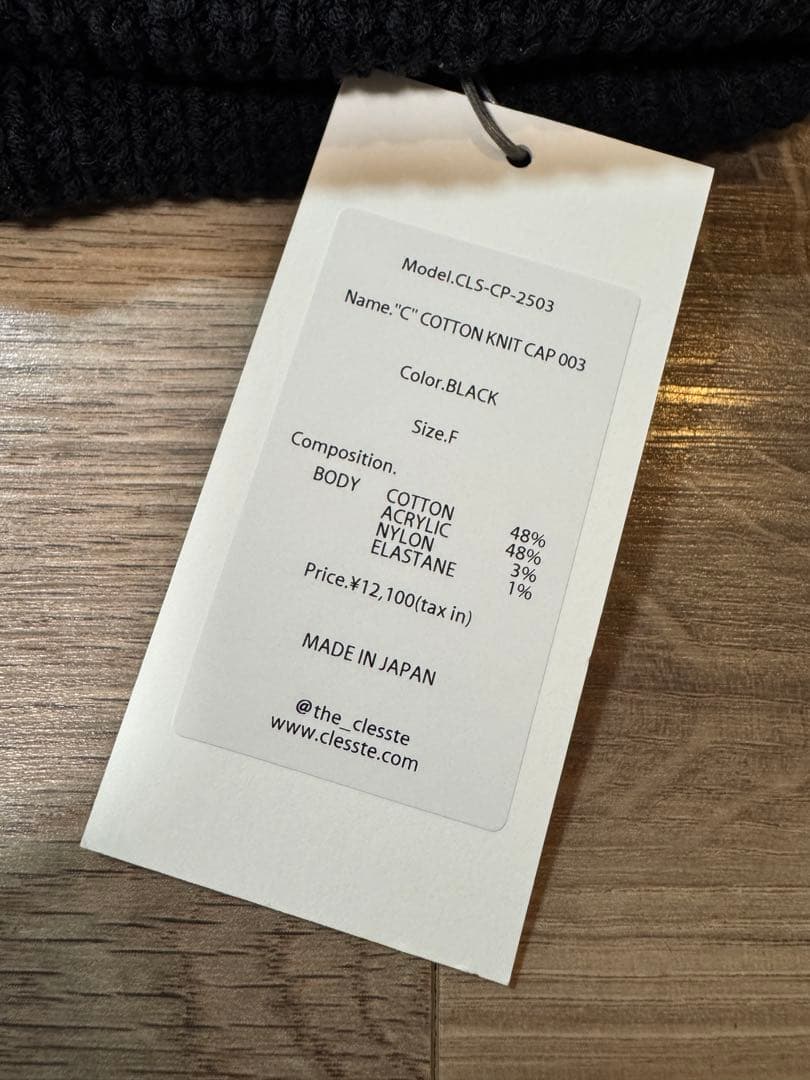 Model.CLS-CP-2503
Name."C" COTTON KNIT CAP 003
Color.BLACK
Size.F
Composition.
BODY COTTON 48%
ACRYLIC 48%
NYLON 3%
ELASTANE 1%
Price.¥12,100(tax in)
MADE IN JAPAN
@the_clesste
www.clesste.com